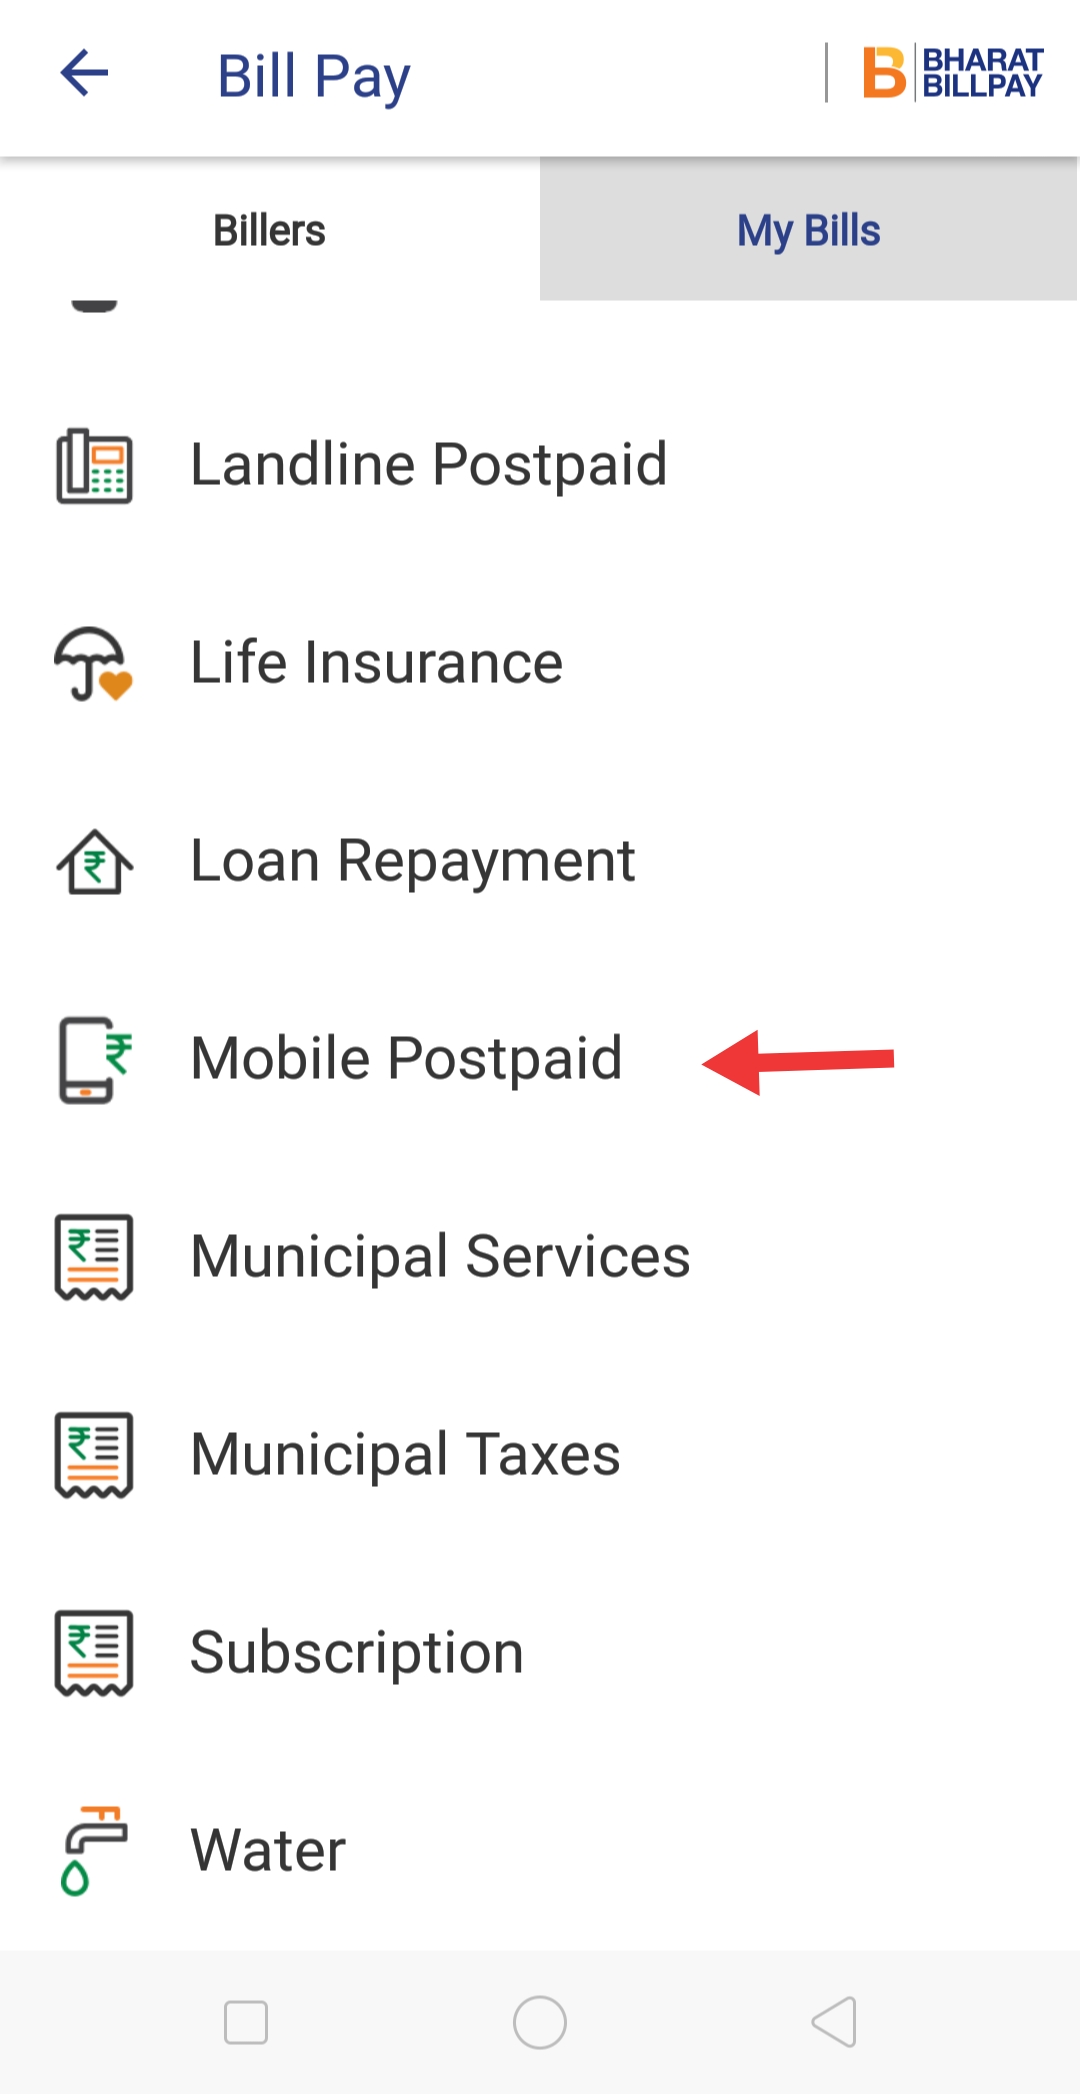 Bill Pay
BHARAT
BILLPAY
Billers
My Bills
Landline Postpaid
Life Insurance
Loan Repayment
Mobile Postpaid
Municipal Services
Municipal Taxes
Subscription
Water